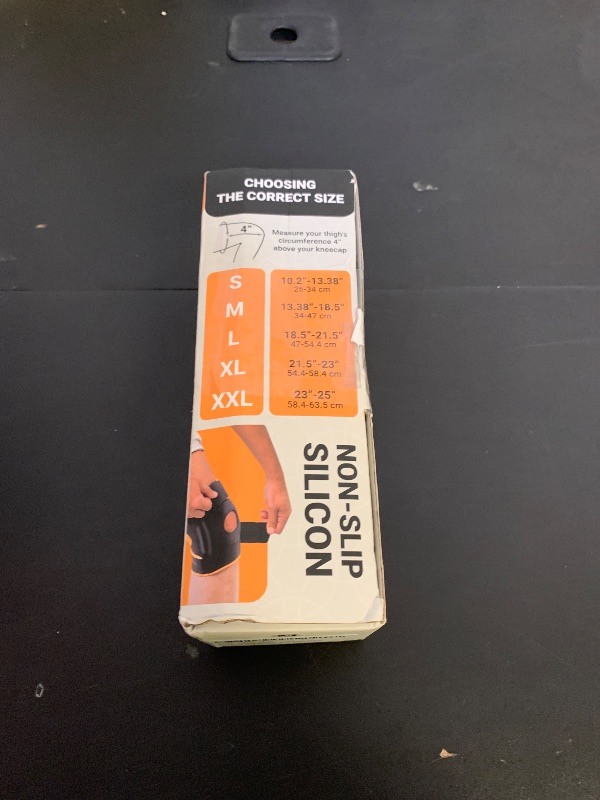 CHOOSING
THE CORRECT SIZE
4"
Measure your thigh's
circumference 4"
above your kneecap
S
10.2"-13.38"
26-34 cm
M
13.38"-18.5"
34-47 cm
L
18.5"-21.5"
47-54.4 cm
XL
21.5"-23"
54.4-58.4 cm
XXL
23"-25"
58.4-63.5 cm
NON-SLIP
SILICON